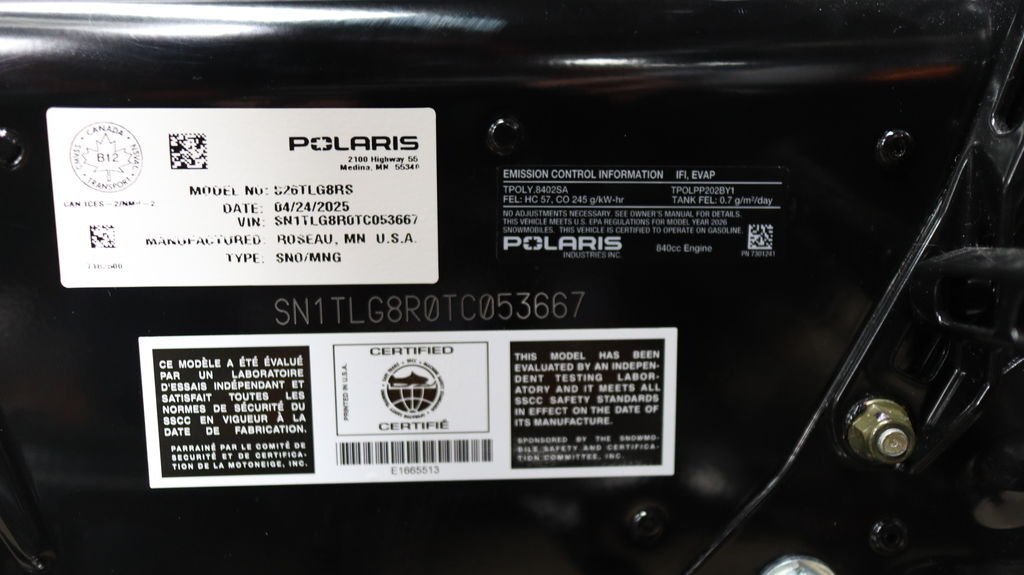 CANADA
B12
TRANSPORT
POLARIS
2100 Highway 55
Medina, MN 55340
MODEL NO: S26TLG8RS
DATE: 04/24/2025
VIN: SN1TLG8R0TC053667
MANUFACTURED: ROSEAU, MN U.S.A.
TYPE: SNO/MNG
EMISSION CONTROL INFORMATION IFI, EVAP
TPOLY.8402SA TPOLPP202BY1
FEL: HC 57, CO 245 g/kW-hr TANK FEL: 0.7 g/m²/day
NO ADJUSTMENTS NECESSARY. SEE OWNER'S MANUAL FOR DETAILS.
THIS VEHICLE MEETS U.S. EPA REGULATIONS FOR MODEL YEAR 2026
SNOWMOBILES. THIS VEHICLE IS CERTIFIED TO OPERATE ON GASOLINE.
POLARIS
INDUSTRIES INC.
840cc Engine
PN 7301241
SN1TLG8R0TC053667
CE MODÈLE A ÉTÉ ÉVALUÉ
PAR UN LABORATOIRE
D'ESSAIS INDÉPENDANT ET
SATISFAIT TOUTES LES
NORMES DE SÉCURITÉ DU
SSCC EN VIGUEUR À LA
DATE DE FABRICATION.
PARRAINÉ PAR LE COMITÉ DE
SECURITÉ ET DE CERTIFICA-
TION DE LA MOTONEIGE, INC.
CERTIFIED
PRINTED IN U.S.A.
CERTIFIÉ
E1665513
THIS MODEL HAS BEEN
EVALUATED BY AN INDEPEN-
DENT TESTING LABOR-
ATORY AND IT MEETS ALL
SSCC SAFETY STANDARDS
IN EFFECT ON THE DATE OF
ITS MANUFACTURE.
SPONSORED BY THE SNOWMO-
BILE SAFETY AND CERTIFICA-
TION COMMITTEE, INC.